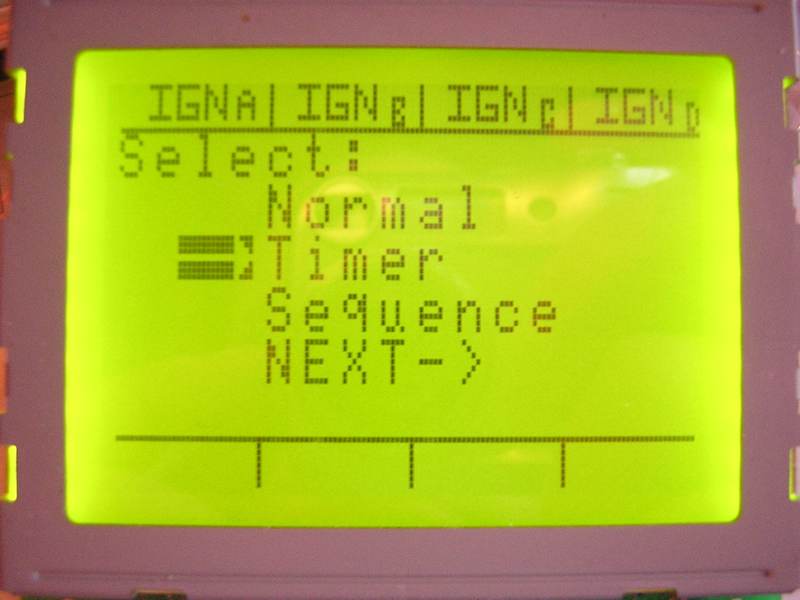 IGNA| IGNB| IGNC| IGND
Select:
Normal
Timer
Sequence
NEXT->